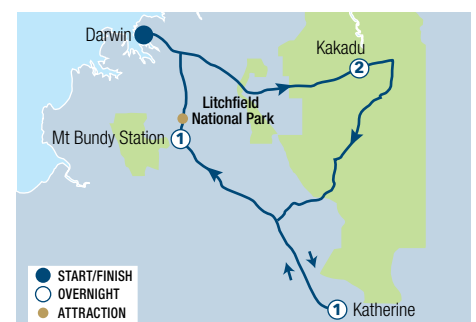 Darwin
Kakadu
2
Litchfield
National Park
Mt Bundy Station
1
1
Katherine
START/FINISH
OVERNIGHT
ATTRACTION